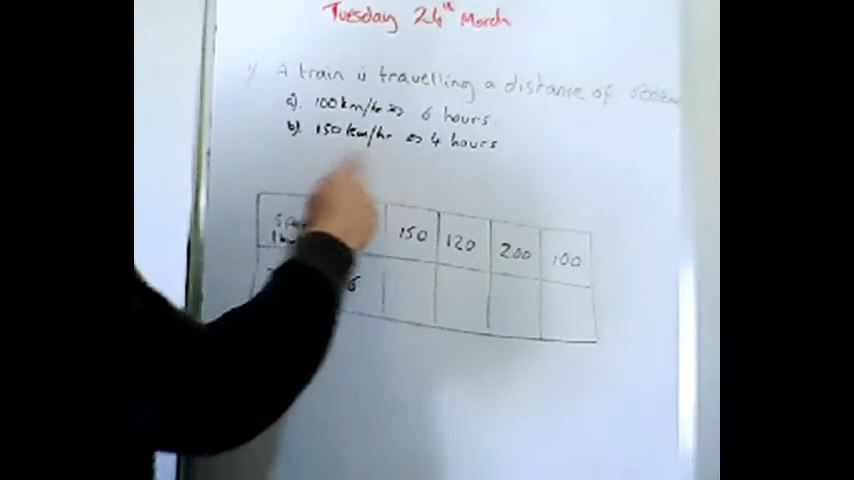 Tuesday 24th March
A train is travelling a distance of
a). 100km/hr => 6 hours.
b). 150km/hr => 4 hours
150 120 200 100
6